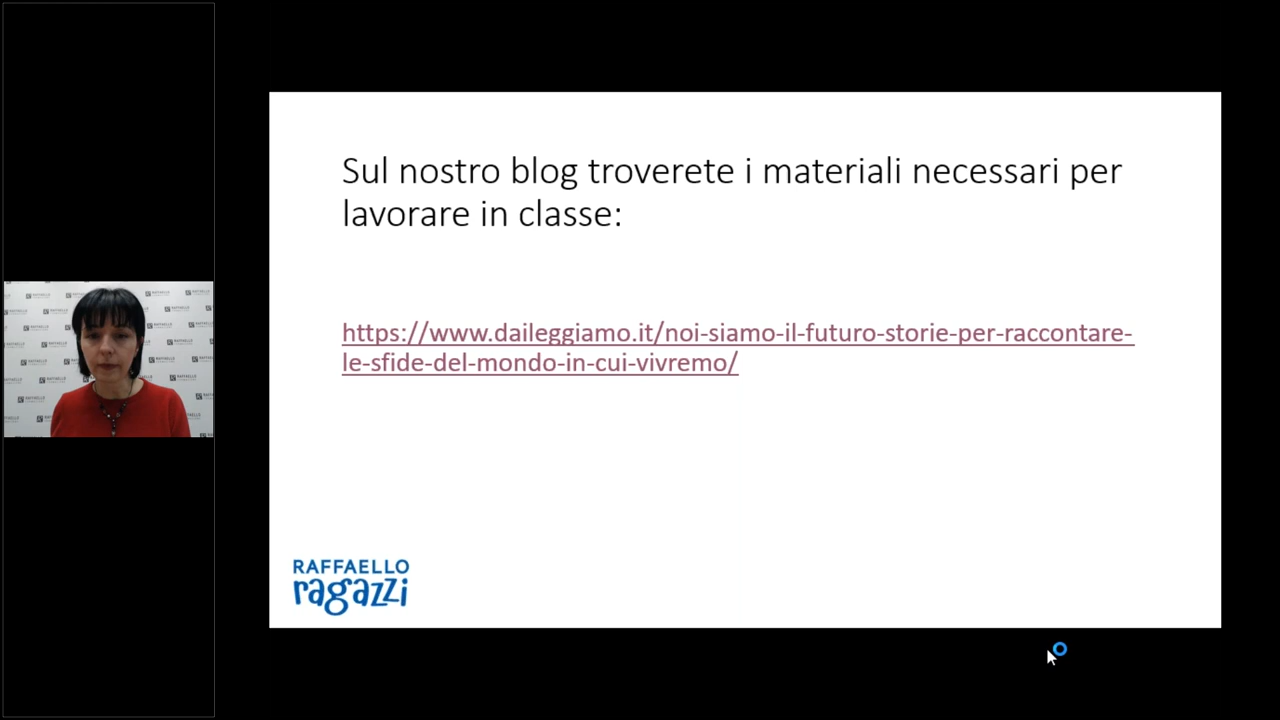 Sul nostro blog troverete i materiali necessari per
lavorare in classe:
https://www.daileggiamo.it/noi-siamo-il-futuro-storie-per-raccontare-
le-sfide-del-mondo-in-cui-vivremo/
RAFFAELLO
ragazzi